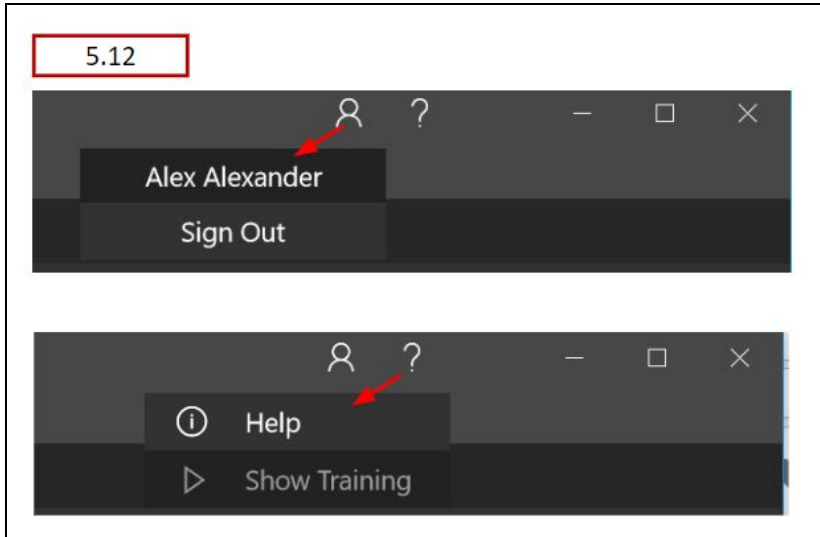 5.12
?
Alex Alexander
Sign Out
?
Help
Show Training